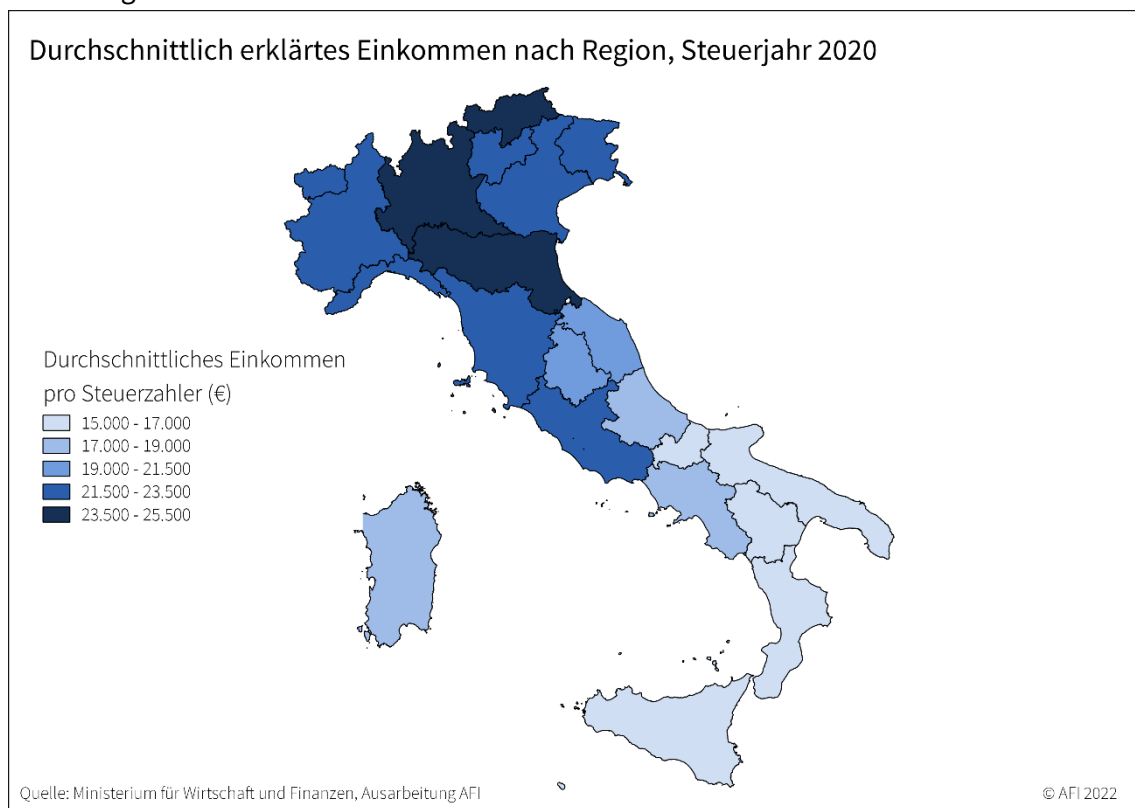 Durchschnittlich erklärtes Einkommen nach Region, Steuerjahr 2020
Durchschnittliches Einkommen
pro Steuerzahler (€)
15.000 - 17.000
17.000 - 19.000
19.000 - 21.500
21.500 - 23.500
23.500 - 25.500
Quelle: Ministerium für Wirtschaft und Finanzen, Ausarbeitung AFI
© AFI 2022